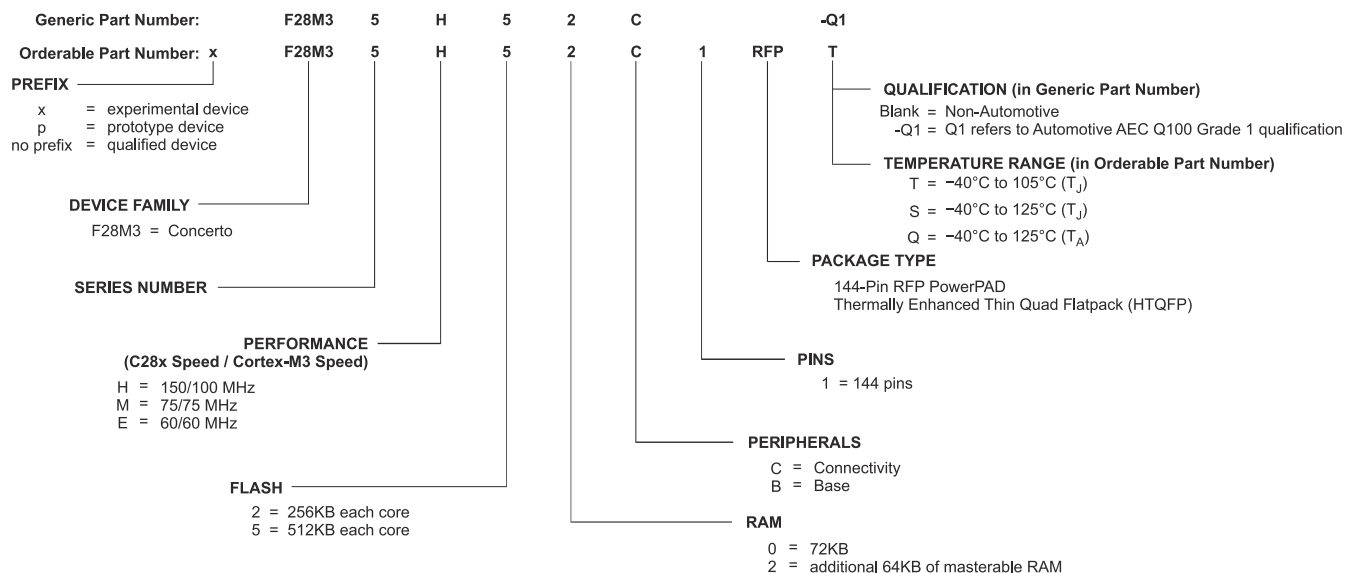 Generic Part Number: F28M3 5 H 5 2 C -Q1
Orderable Part Number: x F28M3 5 H 5 2 C 1 RFP T
PREFIX
x = experimental device
p = prototype device
no prefix = qualified device
QUALIFICATION (in Generic Part Number)
Blank = Non-Automotive
-Q1 = Q1 refers to Automotive AEC Q100 Grade 1 qualification
TEMPERATURE RANGE (in Orderable Part Number)
T = −40°C to 105°C (TJ)
S = −40°C to 125°C (TJ)
Q = −40°C to 125°C (TA)
DEVICE FAMILY
F28M3 = Concerto
PACKAGE TYPE
144-Pin RFP PowerPAD
Thermally Enhanced Thin Quad Flatpack (HTQFP)
SERIES NUMBER
PERFORMANCE
(C28x Speed / Cortex-M3 Speed)
H = 150/100 MHz
M = 75/75 MHz
E = 60/60 MHz
PINS
1 = 144 pins
PERIPHERALS
C = Connectivity
B = Base
FLASH
2 = 256KB each core
5 = 512KB each core
RAM
0 = 72KB
2 = additional 64KB of masterable RAM